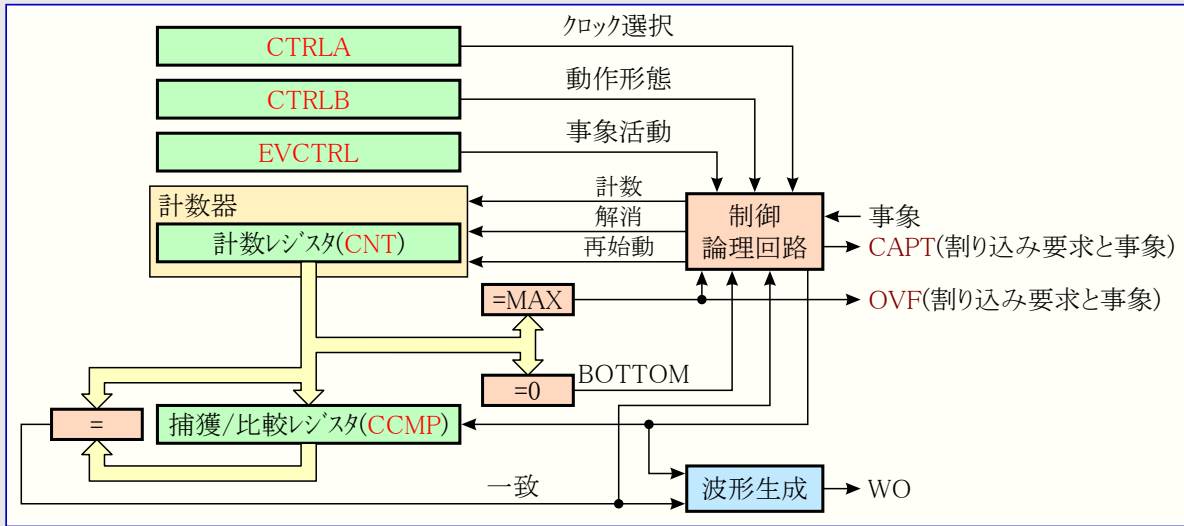 CTRLA
クロック選択
CTRLB
動作形態
EVCTRL
事象活動
計数器
計数レジスタ(CNT)
計数
解消
再始動
制御
論理回路
事象
CAPT(割り込み要求と事象)
=MAX
OVF(割り込み要求と事象)
=0
BOTTOM
=
捕獲/比較レジスタ(CCMP)
一致
波形生成
WO